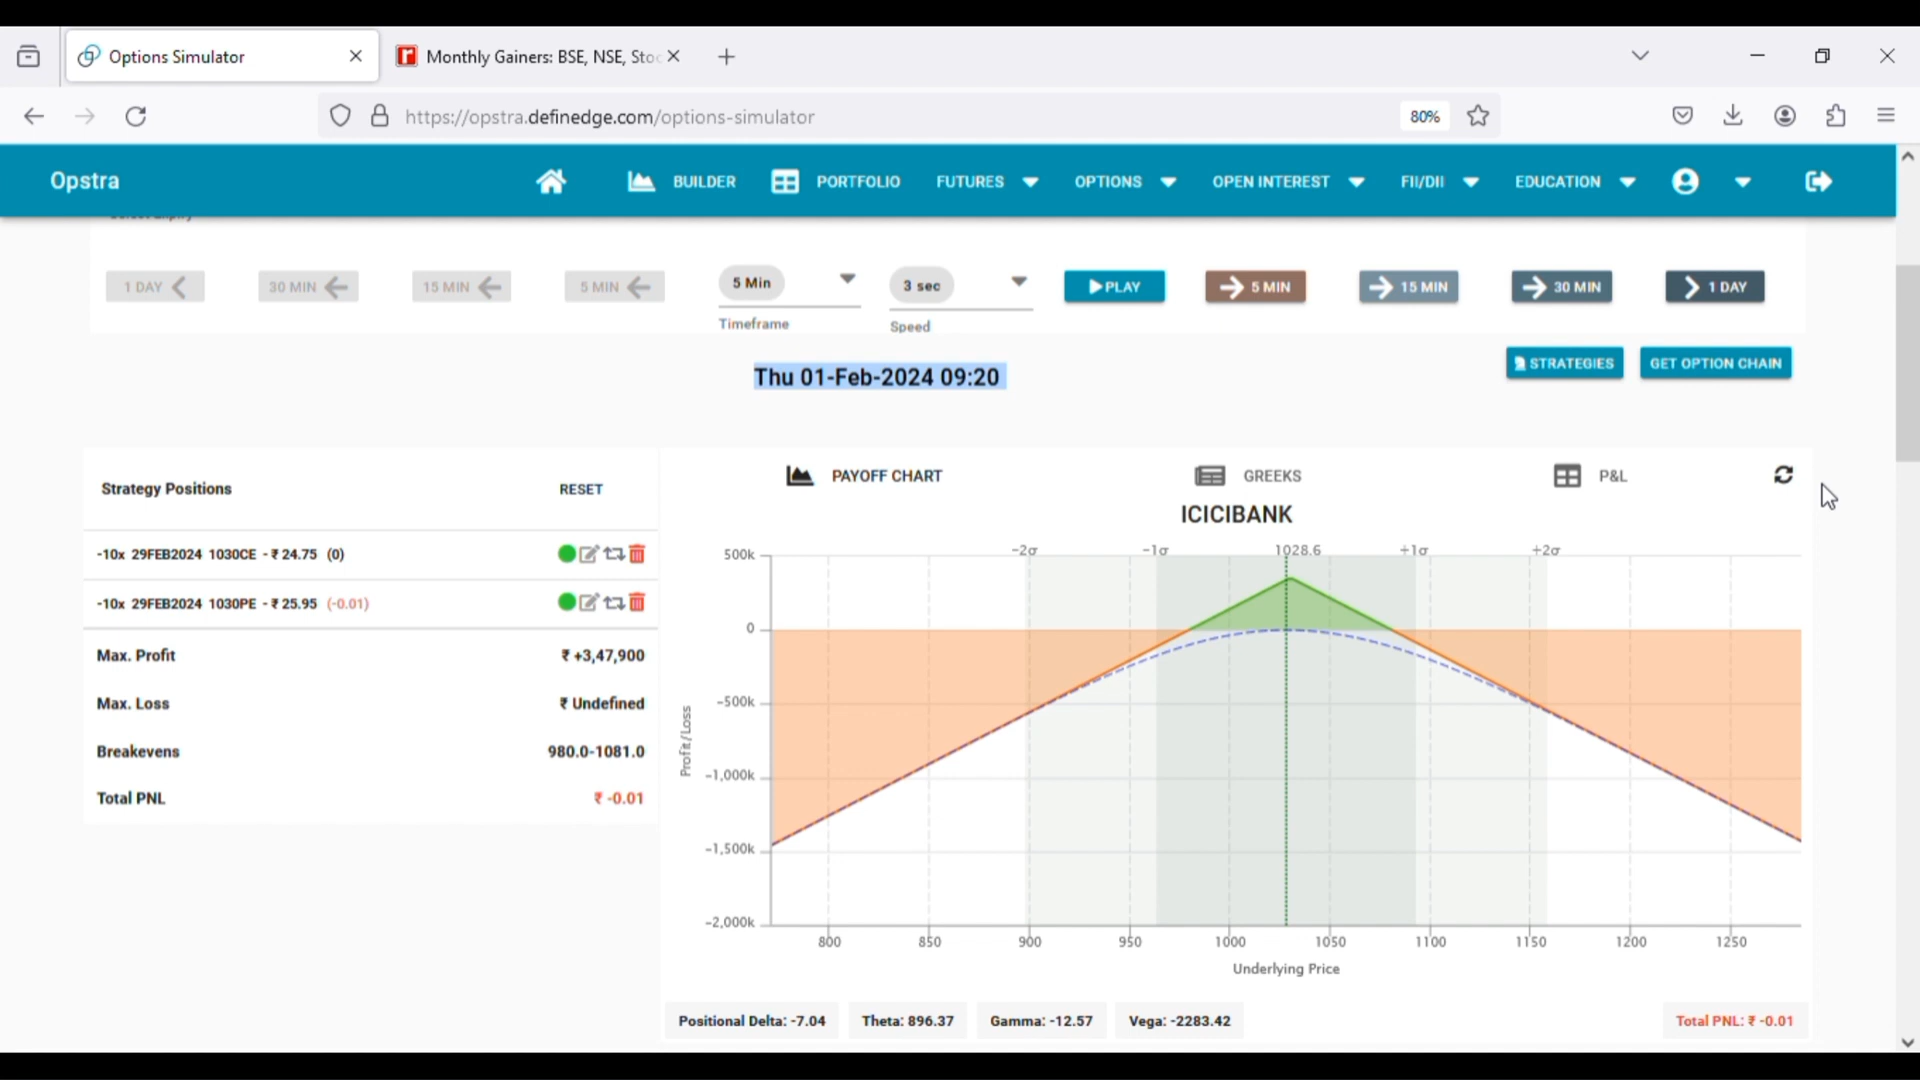 Options Simulator
Monthly Gainers: BSE, NSE, Sto
https://opstra.definedge.com/options-simulator
80%
Opstra
BUILDER
PORTFOLIO
FUTURES
OPTIONS
OPEN INTEREST
FII/DII
EDUCATION
1 DAY
30 MIN
15 MIN
5 MIN
5 Min
Timeframe
3 sec
Speed
PLAY
5 MIN
15 MIN
30 MIN
1 DAY
Thu 01-Feb-2024 09:20
STRATEGIES
GET OPTION CHAIN
Strategy Positions
RESET
-10x 29FEB2024 1030CE - ₹ 24.75 (0)
-10x 29FEB2024 1030PE - ₹ 25.95 (-0.01)
Max. Profit ₹ +3,47,900
Max. Loss ₹ Undefined
Breakevens 980.0-1081.0
Total PNL ₹ -0.01
PAYOFF CHART
GREEKS
P&L
ICICIBANK
-2σ -1σ 1028.6 +1σ +2σ
500k
0
-500k
-1,000k
-1,500k
-2,000k
Profit/Loss
800 850 900 950 1000 1050 1100 1150 1200 1250
Underlying Price
Positional Delta: -7.04
Theta: 896.37
Gamma: -12.57
Vega: -2283.42
Total PNL: ₹ -0.01